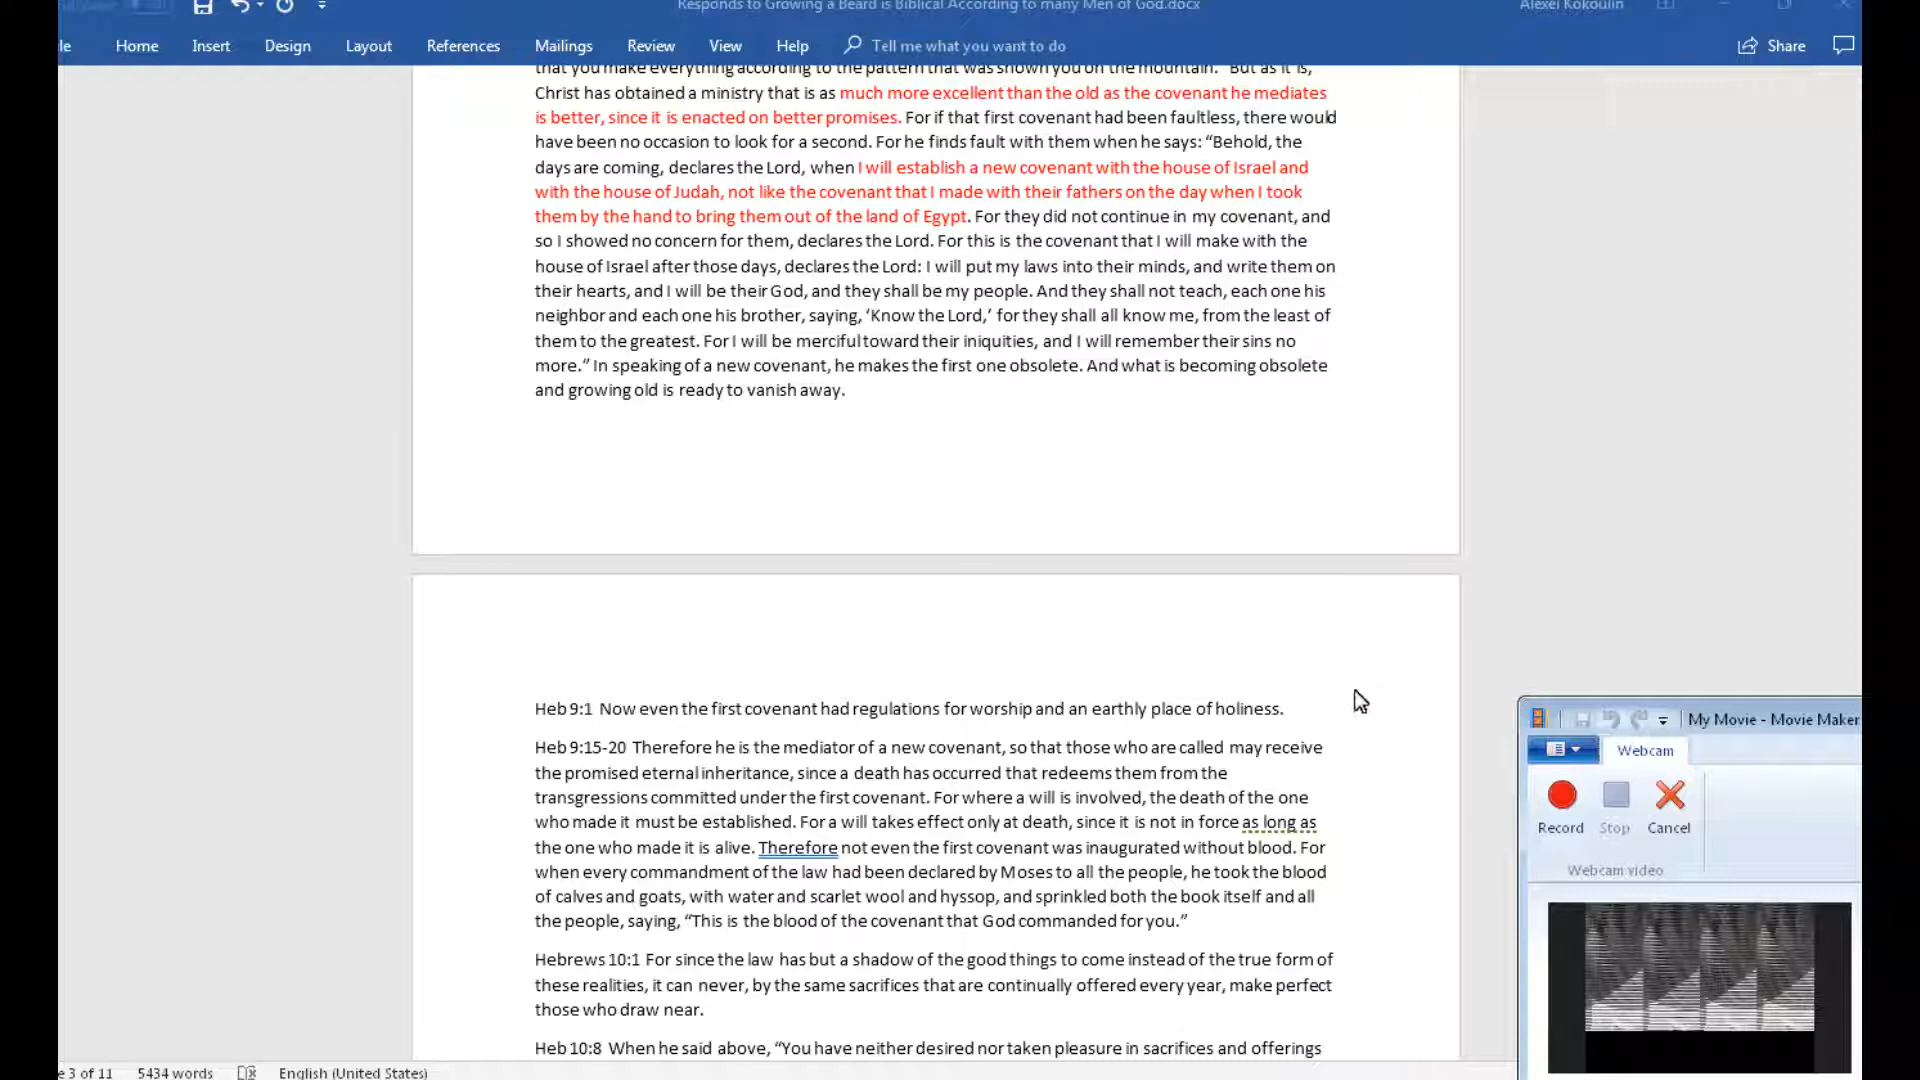 Responds to Growing a Beard is Biblical According to many Men of God.docx
Alexei Kokoulin
le Home Insert Design Layout References Mailings Review View Help Tell me what you want to do Share
that you make everything according to the pattern that was shown you on the mountain.” But as it is,
Christ has obtained a ministry that is as much more excellent than the old as the covenant he mediates
is better, since it is enacted on better promises. For if that first covenant had been faultless, there would
have been no occasion to look for a second. For he finds fault with them when he says: “Behold, the
days are coming, declares the Lord, when I will establish a new covenant with the house of Israel and
with the house of Judah, not like the covenant that I made with their fathers on the day when I took
them by the hand to bring them out of the land of Egypt. For they did not continue in my covenant, and
so I showed no concern for them, declares the Lord. For this is the covenant that I will make with the
house of Israel after those days, declares the Lord: I will put my laws into their minds, and write them on
their hearts, and I will be their God, and they shall be my people. And they shall not teach, each one his
neighbor and each one his brother, saying, ‘Know the Lord,’ for they shall all know me, from the least of
them to the greatest. For I will be merciful toward their iniquities, and I will remember their sins no
more.” In speaking of a new covenant, he makes the first one obsolete. And what is becoming obsolete
and growing old is ready to vanish away.
Heb 9:1 Now even the first covenant had regulations for worship and an earthly place of holiness.
Heb 9:15-20 Therefore he is the mediator of a new covenant, so that those who are called may receive
the promised eternal inheritance, since a death has occurred that redeems them from the
transgressions committed under the first covenant. For where a will is involved, the death of the one
who made it must be established. For a will takes effect only at death, since it is not in force as long as
the one who made it is alive. Therefore not even the first covenant was inaugurated without blood. For
when every commandment of the law had been declared by Moses to all the people, he took the blood
of calves and goats, with water and scarlet wool and hyssop, and sprinkled both the book itself and all
the people, saying, “This is the blood of the covenant that God commanded for you.”
Hebrews 10:1 For since the law has but a shadow of the good things to come instead of the true form of
these realities, it can never, by the same sacrifices that are continually offered every year, make perfect
those who draw near.
Heb 10:8 When he said above, “You have neither desired nor taken pleasure in sacrifices and offerings
My Movie - Movie Maker
Webcam
Record Stop Cancel
Webcam video
e 3 of 11 5434 words English (United States)